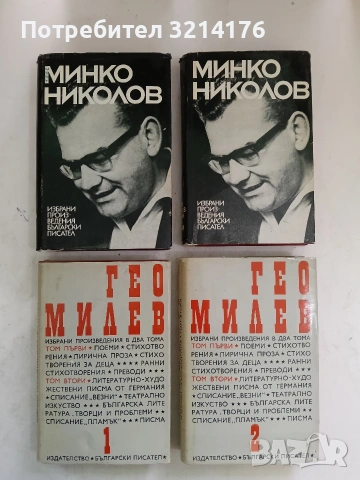 Потребител 3214176
МИНКО
НИКОЛОВ
ИЗБРАНИ
ПРОИЗ
ВЕДЕНИЯ
БЪЛГАРСКИ
ПИСАТЕЛ
МИНКО
НИКОЛОВ
ИЗБРАНИ
ПРОИЗ
ВЕДЕНИЯ
БЪЛГАРСКИ
ПИСАТЕЛ
ГЕО
МИЛЕВ
ИЗБРАНИ ПРОИЗВЕДЕНИЯ В ДВА ТОМА
ТОМ ПЪРВИ • ПОЕМИ • СТИХОТВО
РЕНИЯ • ЛИРИЧНА ПРОЗА • СТИХО
ТВОРЕНИЯ ЗА ДЕЦА • РАННИ
СТИХОТВОРЕНИЯ • ПРЕВОДИ
ТОМ ВТОРИ • ЛИТЕРАТУРНО-ХУДО
ЖЕСТВЕНИ ПИСМА ОТ ГЕРМАНИЯ
• СПИСАНИЕ „ВЕЗНИ“ • ТЕАТРАЛНО
ИЗКУСТВО • БЪЛГАРСКА ЛИТЕ
РАТУРА. ТВОРЦИ И ПРОБЛЕМИ •
СПИСАНИЕ „ПЛАМЪК“ • ПИСМА
1
ИЗДАТЕЛСТВО • БЪЛГАРСКИ ПИСАТЕЛ •
ГЕО
МИЛЕВ
ИЗБРАНИ ПРОИЗВЕДЕНИЯ В ДВА ТОМА
ТОМ ПЪРВИ • ПОЕМИ • СТИХОТВО
РЕНИЯ • ЛИРИЧНА ПРОЗА • СТИХО
ТВОРЕНИЯ ЗА ДЕЦА • РАННИ
СТИХОТВОРЕНИЯ • ПРЕВОДИ •
ТОМ ВТОРИ • ЛИТЕРАТУРНО-ХУДО
ЖЕСТВЕНИ ПИСМА ОТ ГЕРМАНИЯ
• СПИСАНИЕ „ВЕЗНИ“ • ТЕАТРАЛНО
ИЗКУСТВО • БЪЛГАРСКА ЛИТЕ
РАТУРА. ТВОРЦИ И ПРОБЛЕМИ •
СПИСАНИЕ „ПЛАМЪК“ • ПИСМА
2
ИЗДАТЕЛСТВО • БЪЛГАРСКИ ПИСАТЕЛ •
bazar